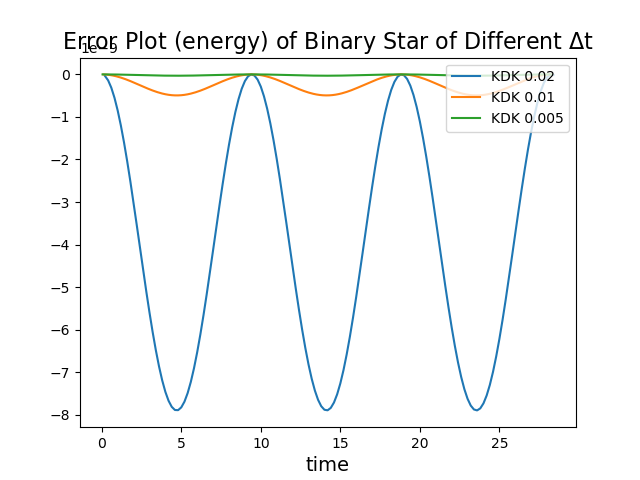 Error Plot (energy) of Binary Star of Different Δt
1e−9
0
−1
−2
−3
−4
−5
−6
−7
−8
KDK 0.02
KDK 0.01
KDK 0.005
0
5
10
15
20
25
time